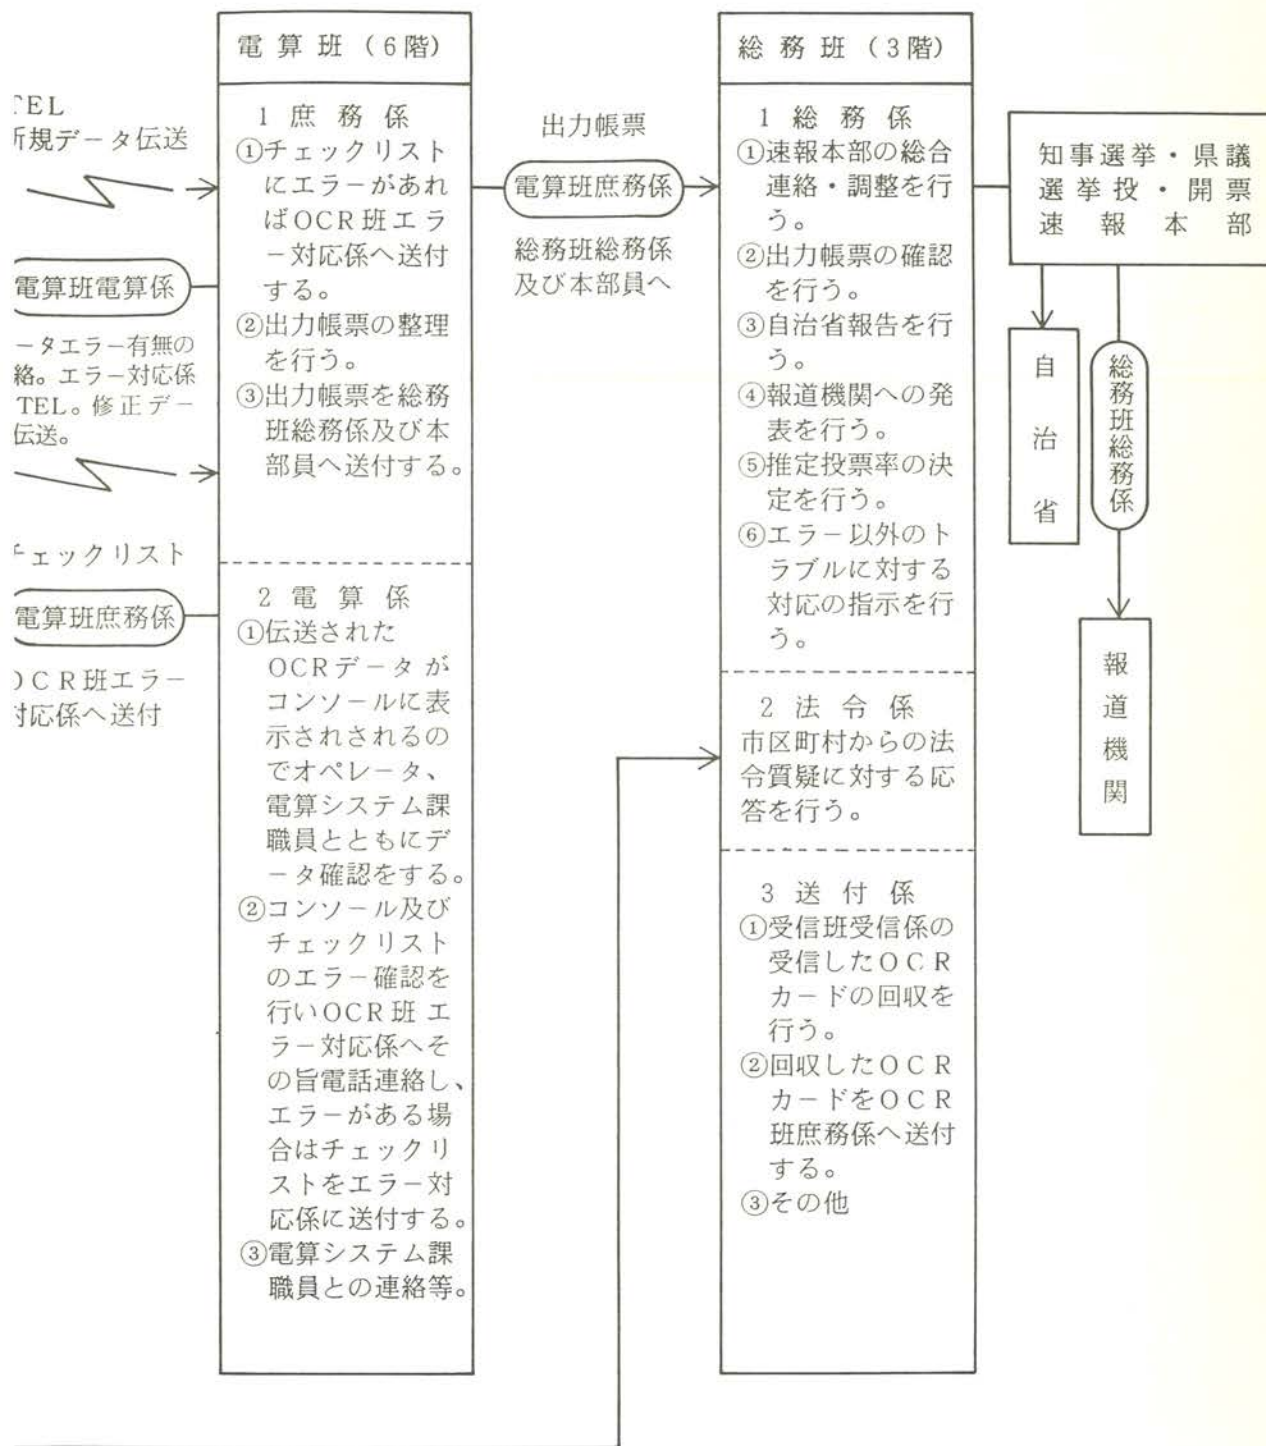 TEL
新規データ伝送
電算班電算係
ータエラー有無の
絡。エラー対応係
TEL。修正デー
伝送。
チェックリスト
電算班庶務係
OCR班エラー
対応係へ送付
電算班(6階)
1 庶務係
①チェックリスト
にエラーがあれ
ばOCR班エラ
ー対応係へ送付
する。
②出力帳票の整理
を行う。
③出力帳票を総務
班総務係及び本
部員へ送付する。
2 電算係
①伝送された
OCRデータが
コンソールに表
示されされるの
でオペレータ、
電算システム課
職員とともにデ
ータ確認をする。
②コンソール及び
チェックリスト
のエラー確認を
行いOCR班エ
ラー対応係へそ
の旨電話連絡し、
エラーがある場
合はチェックリ
ストをエラー対
応係に送付する。
③電算システム課
職員との連絡等。
出力帳票
電算班庶務係
総務班総務係
及び本部員へ
総務班(3階)
1 総務係
①速報本部の総合
連絡・調整を行
う。
②出力帳票の確認
を行う。
③自治省報告を行
う。
④報道機関への発
表を行う。
⑤推定投票率の決
定を行う。
⑥エラー以外のト
ラブルに対する
対応の指示を行
う。
2 法令係
市区町村からの法
令質疑に対する応
答を行う。
3 送付係
①受信班受信係の
受信したOCR
カードの回収を
行う。
②回収したOCR
カードをOCR
班庶務係へ送付
する。
③その他
知事選挙・県議
選挙投・開票
速報本部
自治省
総務班総務係
報道機関